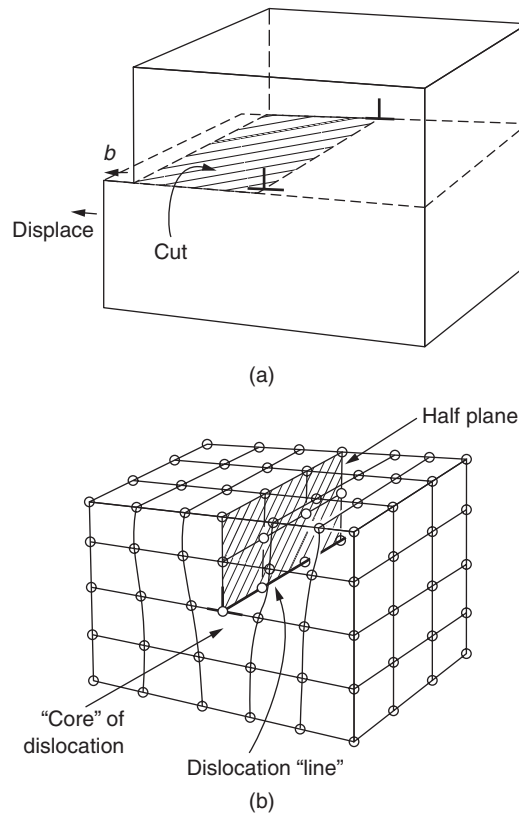 b
Displace
Cut
(a)
Half plane
“Core” of
dislocation
Dislocation “line”
(b)